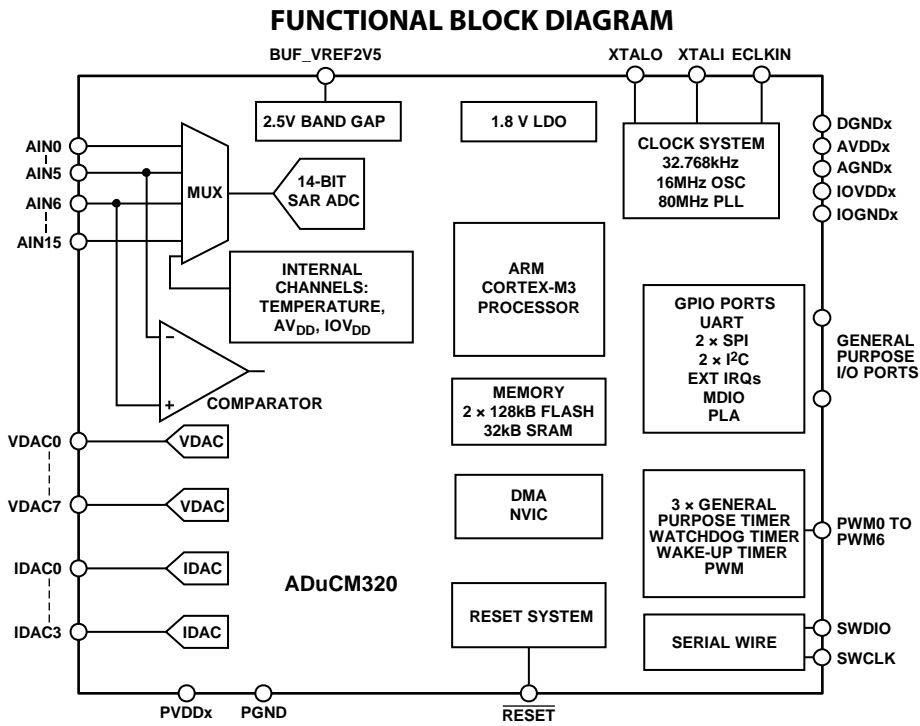 FUNCTIONAL BLOCK DIAGRAM
BUF_VREF2V5
XTALO
XTALI
ECLKIN
2.5V BAND GAP
1.8 V LDO
CLOCK SYSTEM
32.768kHz
16MHz OSC
80MHz PLL
DGNDx
AVDDx
AGNDx
IOVDDx
IOGNDx
AIN0
AIN5
AIN6
AIN15
MUX
14-BIT
SAR ADC
INTERNAL
CHANNELS:
TEMPERATURE,
AVDD, IOVDD
ARM
CORTEX-M3
PROCESSOR
GPIO PORTS
UART
2 × SPI
2 × I2C
EXT IRQs
MDIO
PLA
GENERAL
PURPOSE
I/O PORTS
−
+
COMPARATOR
MEMORY
2 × 128kB FLASH
32kB SRAM
VDAC0
VDAC
VDAC7
VDAC
DMA
NVIC
3 × GENERAL
PURPOSE TIMER
WATCHDOG TIMER
WAKE-UP TIMER
PWM
PWM0 TO
PWM6
IDAC0
IDAC
ADuCM320
IDAC3
IDAC
RESET SYSTEM
SERIAL WIRE
SWDIO
SWCLK
PVDDx
PGND
RESET